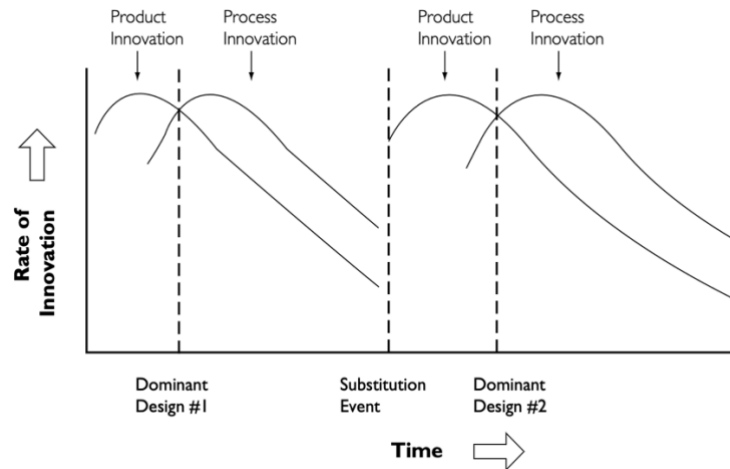 Product
Innovation
Process
Innovation
Product
Innovation
Process
Innovation
Rate of
Innovation
Dominant
Design #1
Substitution
Event
Dominant
Design #2
Time